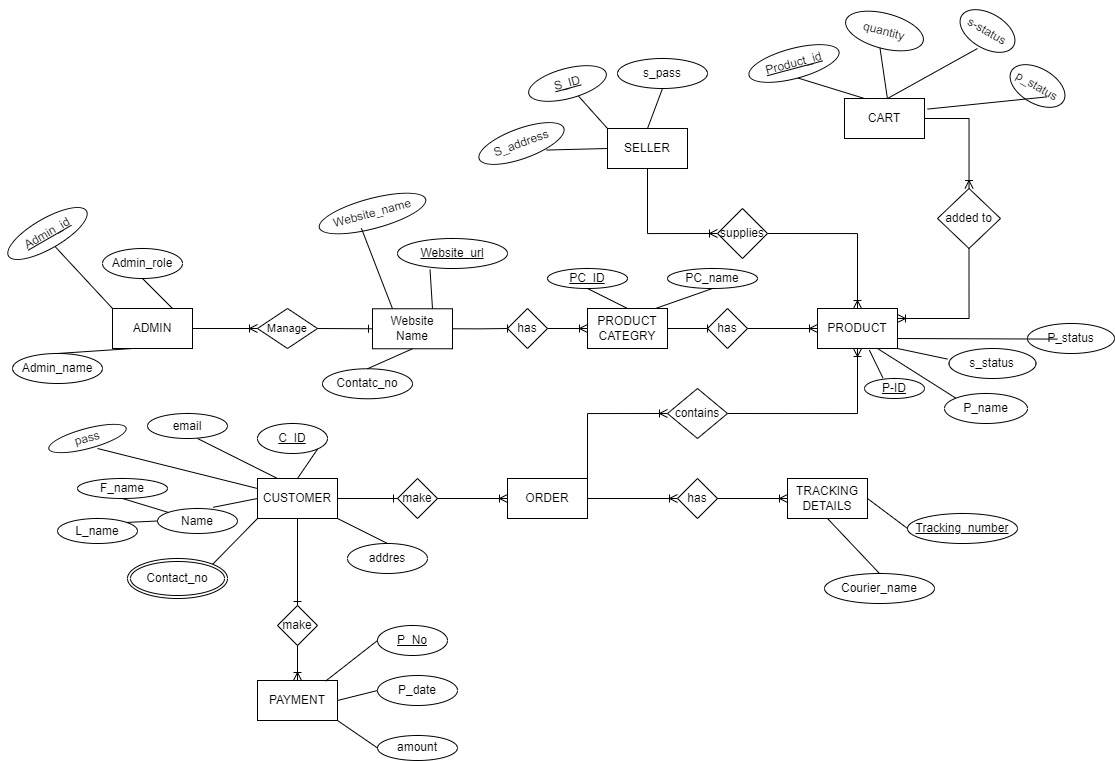 quantity
s-status
Product_id
p_status
CART
S_ID
s_pass
S_address
SELLER
added to
supplies
Website_name
Admin_id
Website_url
Admin_role
PC_ID
PC_name
ADMIN
Manage
Website
Name
has
PRODUCT
CATEGRY
has
PRODUCT
P_status
s_status
Admin_name
Contatc_no
P-ID
P_name
contains
email
pass
C_ID
F_name
CUSTOMER
make
ORDER
has
TRACKING
DETAILS
L_name
Name
Tracking_number
addres
Contact_no
Courier_name
make
P_No
P_date
PAYMENT
amount